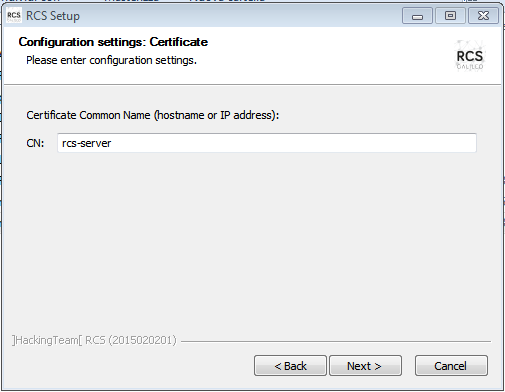 RCS RCS Setup
Configuration settings: Certificate
Please enter configuration settings.
RCS
GALILEO
Certificate Common Name (hostname or IP address):
CN: rcs-server
]HackingTeam[ RCS (2015020201)
< Back Next > Cancel